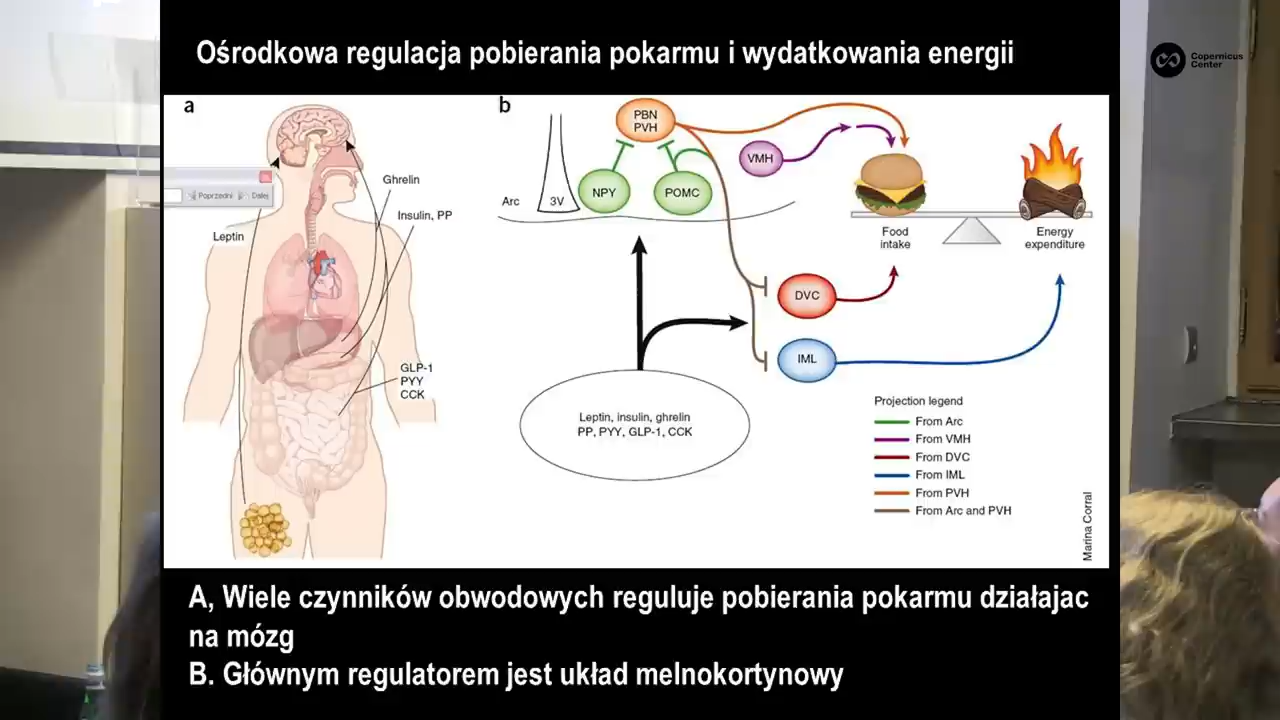 Ośrodkowa regulacja pobierania pokarmu i wydatkowania energii
Copernicus
Center
a
Poprzedni
Dalej
Ghrelin
Insulin, PP
Leptin
GLP-1
PYY
CCK
b
PBN
PVH
VMH
NPY
POMC
Arc
3V
Food
intake
Energy
expenditure
DVC
IML
Leptin, insulin, ghrelin
PP, PYY, GLP-1, CCK
Projection legend
From Arc
From VMH
From DVC
From IML
From PVH
From Arc and PVH
Marina Corral
A, Wiele czynników obwodowych reguluje pobierania pokarmu działajac
na mózg
B. Głównym regulatorem jest układ melnokortynowy